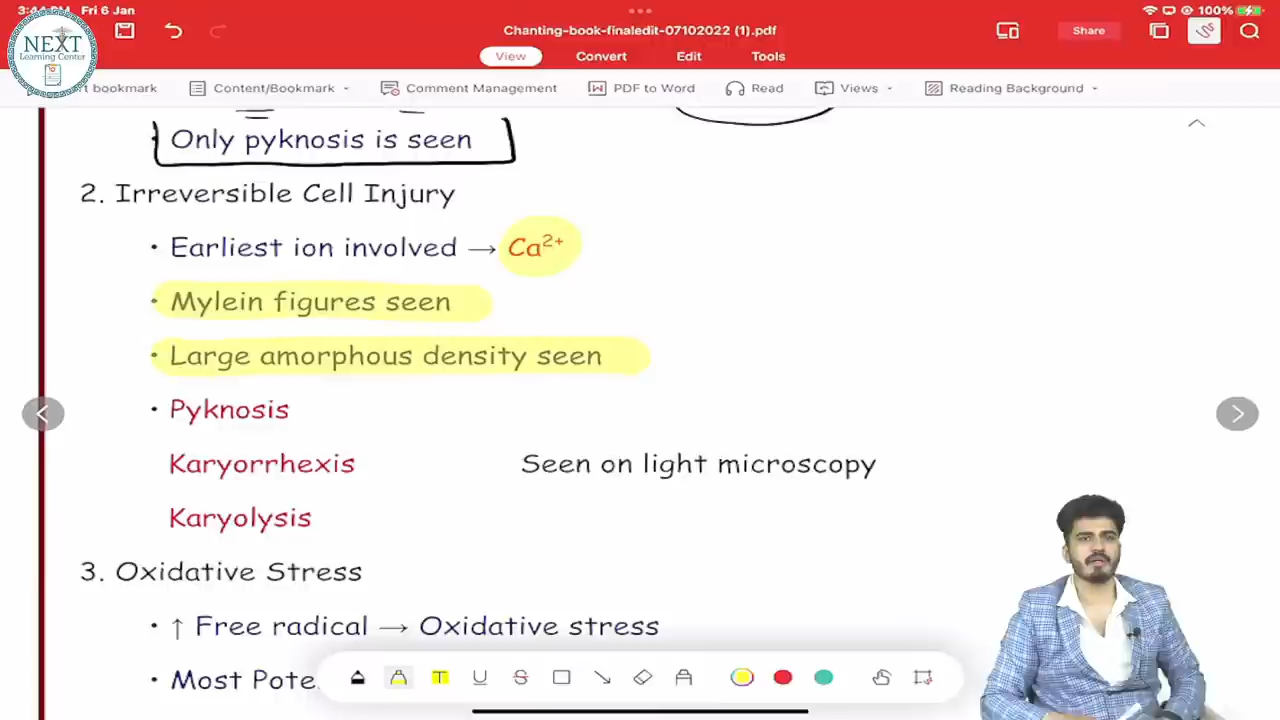 3:44 PM Fri 6 Jan
100%
NEXT
Learning Center
Chanting-book-finaledit-07102022 (1).pdf
Share
View
Convert
Edit
Tools
bookmark
Content/Bookmark
Comment Management
PDF to Word
Read
Views
Reading Background
Only pyknosis is seen
2. Irreversible Cell Injury
• Earliest ion involved → Ca²⁺
• Mylein figures seen
• Large amorphous density seen
• Pyknosis
Karyorrhexis
Seen on light microscopy
Karyolysis
3. Oxidative Stress
• ↑ Free radical → Oxidative stress
• Most